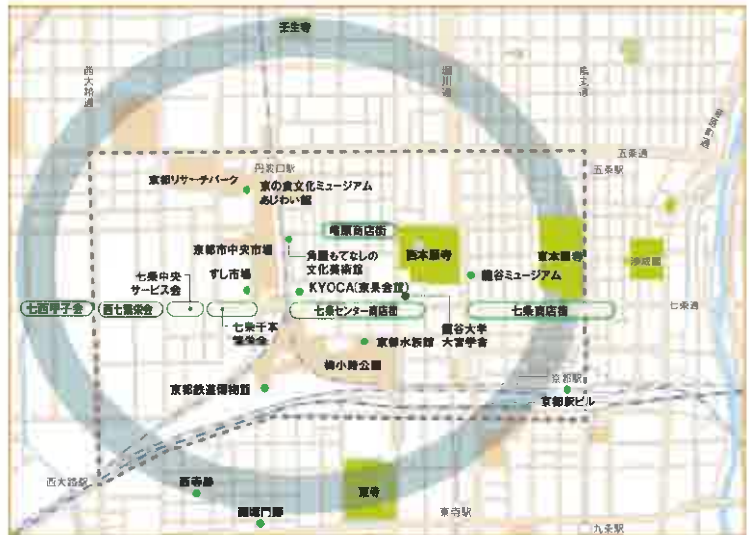 壬生寺
西大路通
堀川通
烏丸通
五条通
丹波口駅
五条駅
京都リサーチパーク
京の食文化ミュージアム
あじわい館
島原商店街
京都市中央市場
角屋もてなしの
文化美術館
西本願寺
東本願寺
渉成園
龍谷ミュージアム
七条中央
サービス会
すし市場
KYOCA(京果会館)
七条通
七西甲子会
西七繁栄会
七条センター商店街
七条商店街
七条千本
繁栄会
龍谷大学
大宮学舎
京都水族館
梅小路公園
京都鉄道博物館
京都駅
京都駅ビル
西大路駅
西寺跡
東寺
羅城門跡
東寺駅
九条駅